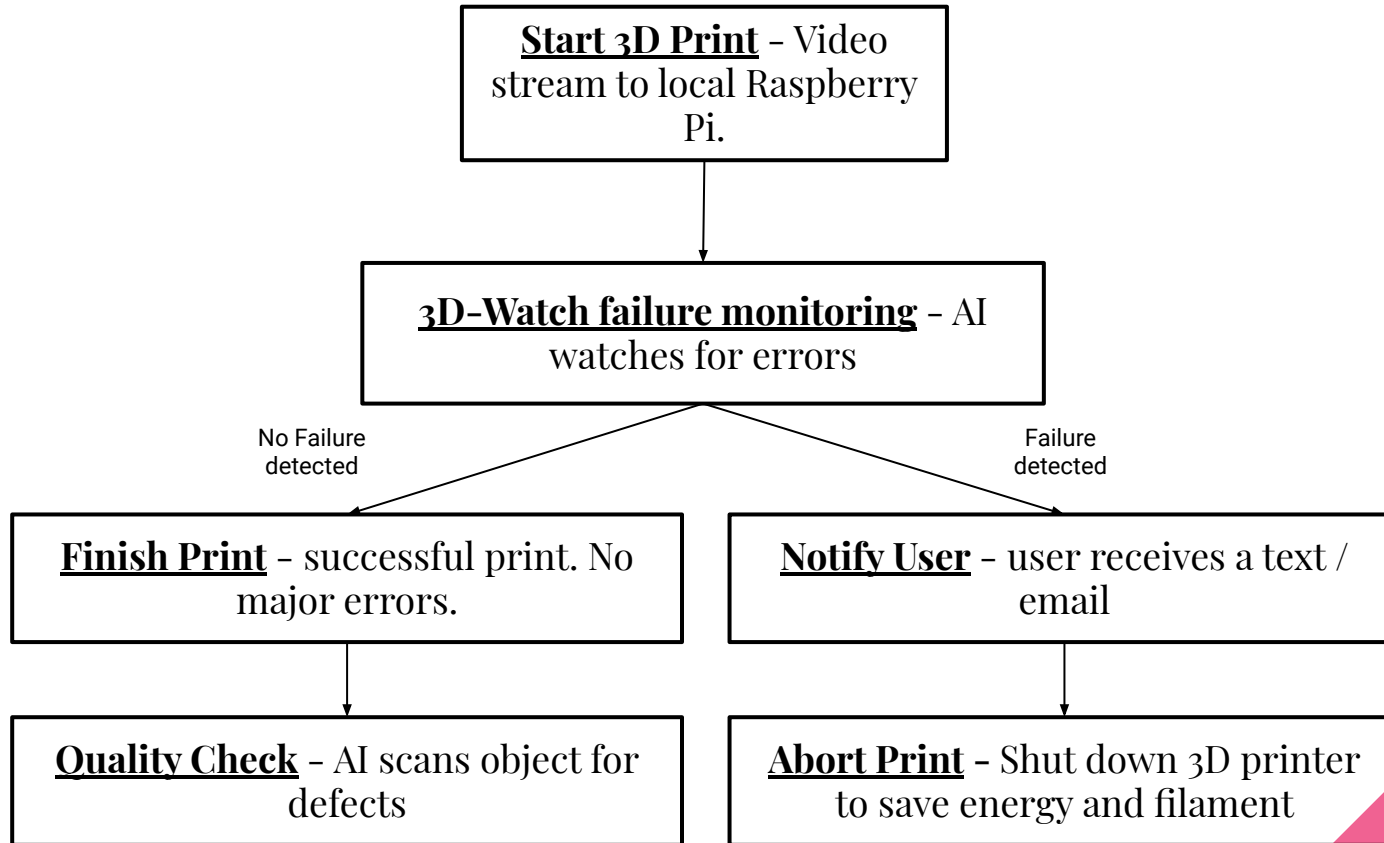 Start 3D Print - Video
stream to local Raspberry
Pi.
3D-Watch failure monitoring - AI
watches for errors
No Failure
detected
Failure
detected
Finish Print - successful print. No
major errors.
Notify User - user receives a text /
email
Quality Check - AI scans object for
defects
Abort Print - Shut down 3D printer
to save energy and filament